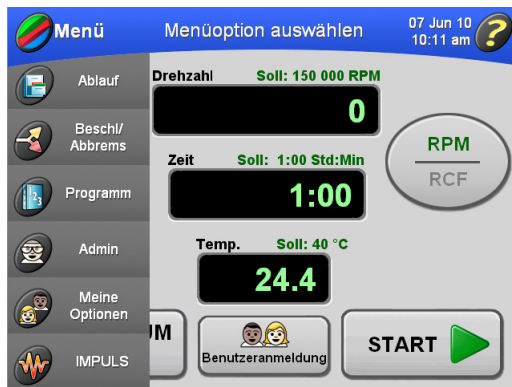 Menü
Menüoption auswählen
07 Jun 10
10:11 am
?
Ablauf
Beschl/
Abbrems
Programm
Admin
Meine
Optionen
IMPULS
Drehzahl Soll: 150 000 RPM
0
Zeit Soll: 1:00 Std:Min
1:00
Temp. Soll: 40 °C
24.4
RPM
RCF
UM
Benutzeranmeldung
START